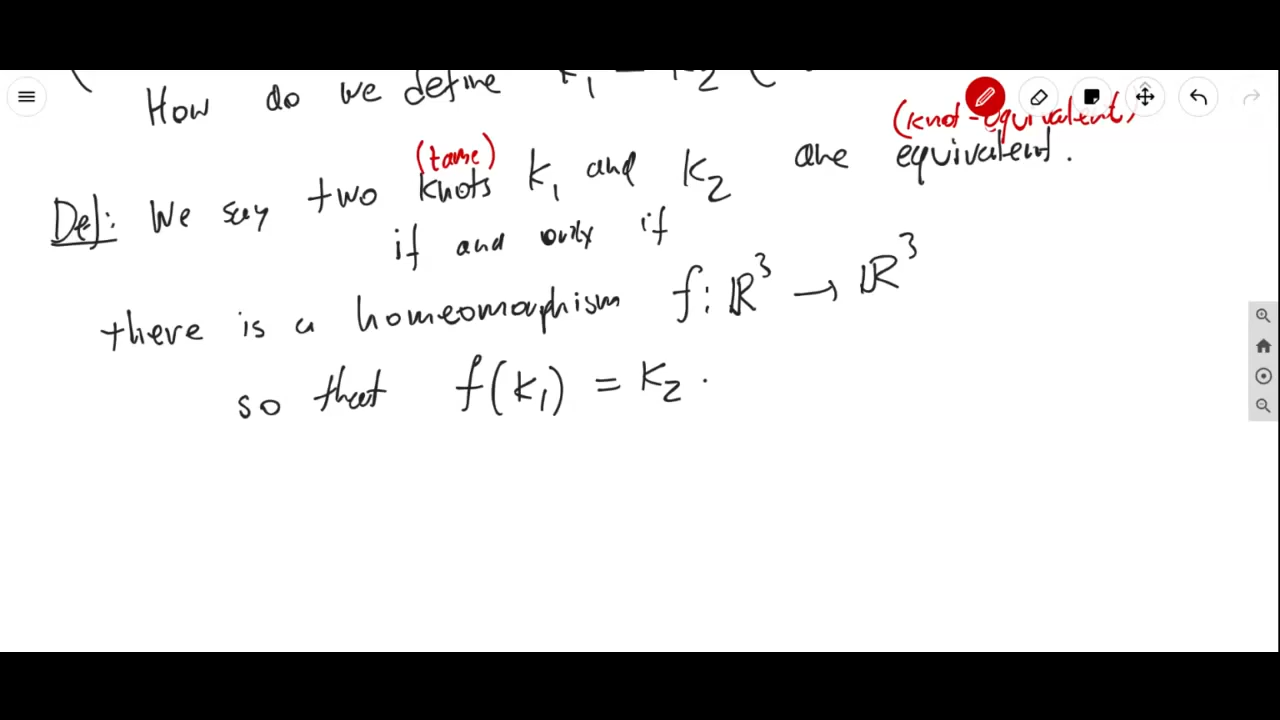 How do we define
(knot-equivalent)
(tame)
Def: We say two knots K₁ and K₂ are equivalent.
if and only if
there is a homeomorphism f: ℝ³ → ℝ³
so that f(K₁) = K₂.